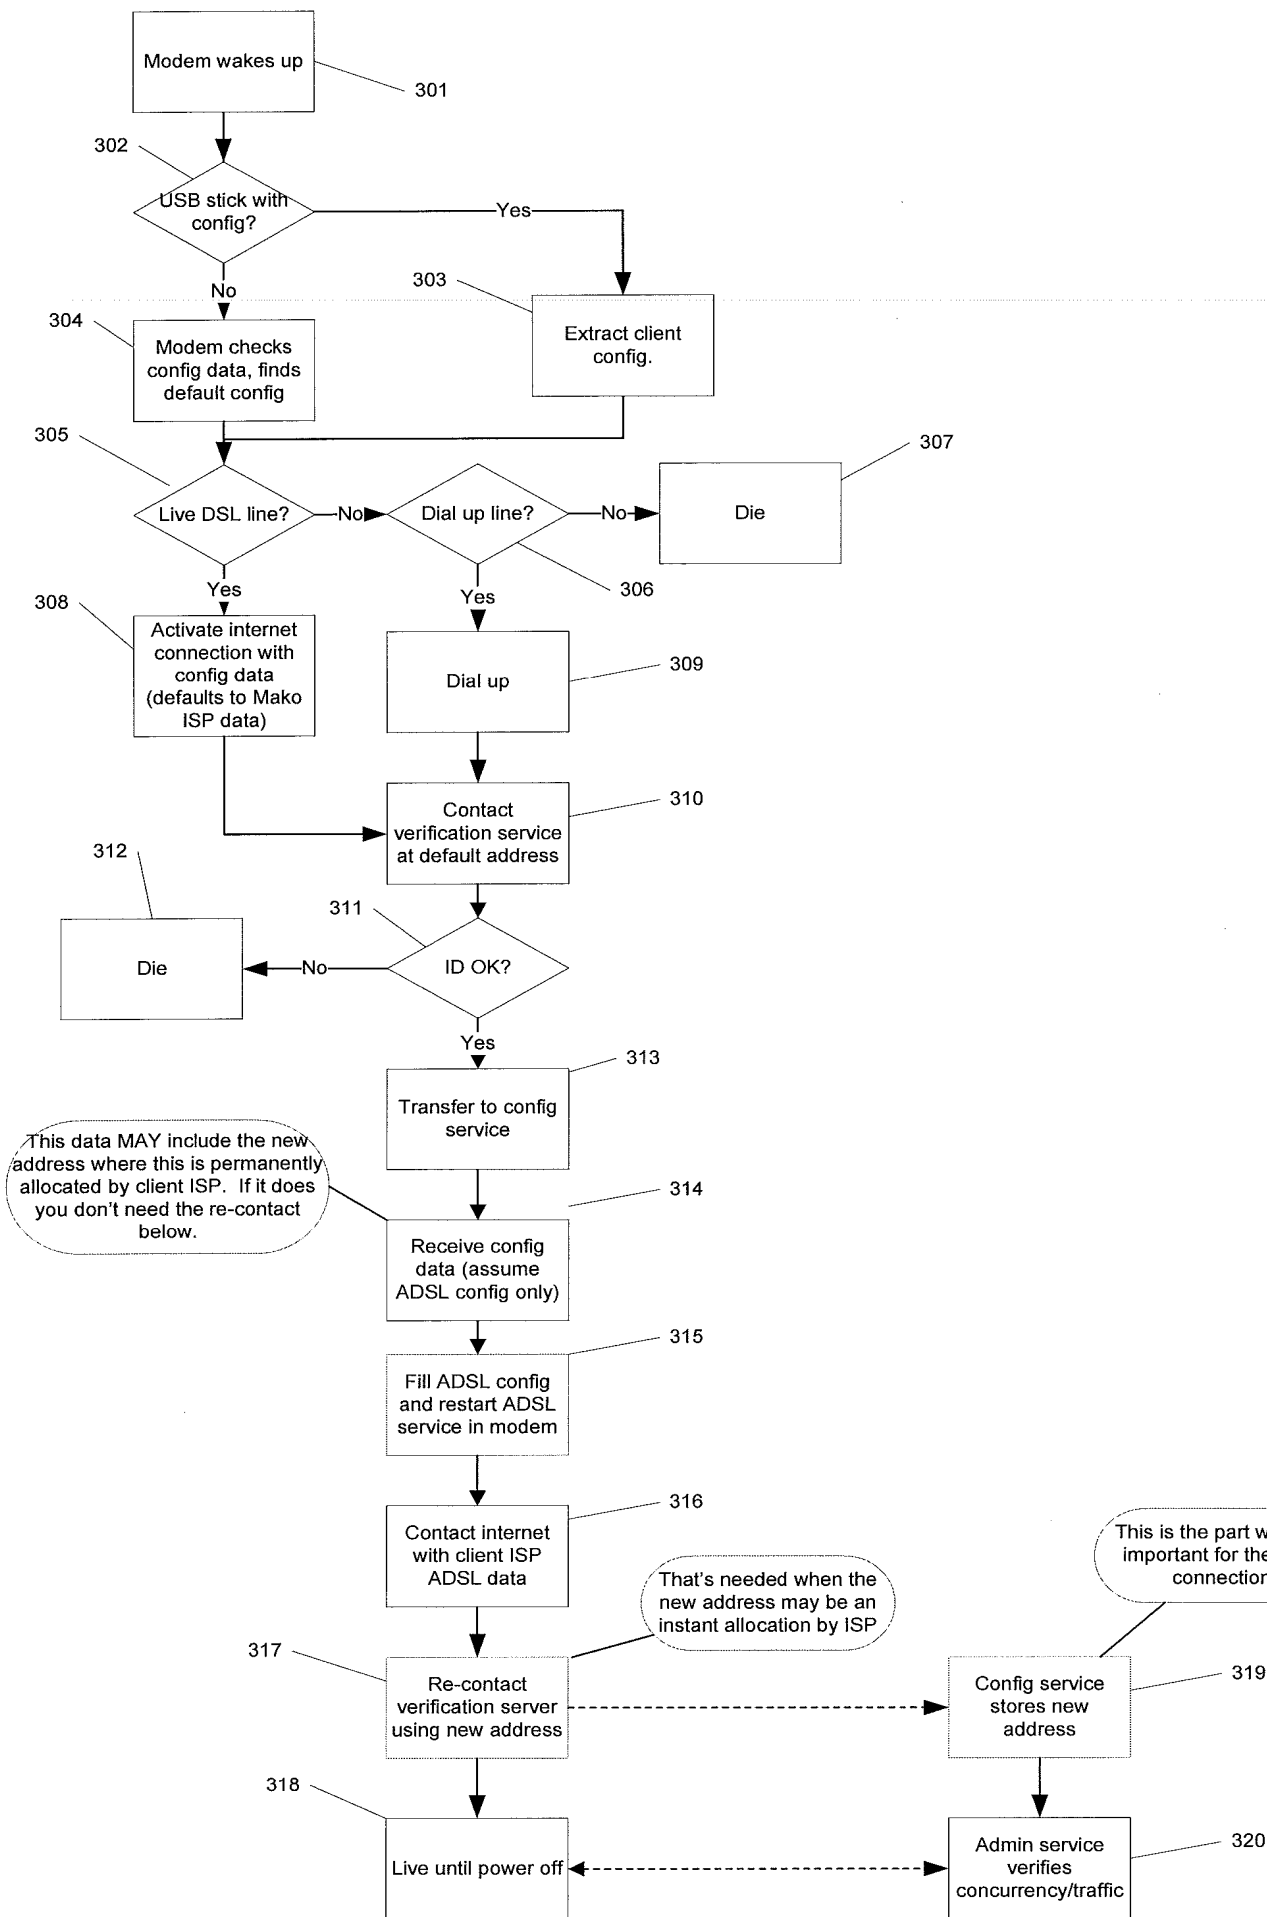 Modem wakes up
301
302
USB stick with
config?
Yes
No
303
304
Extract client
config.
Modem checks
config data, finds
default config
305
307
Live DSL line?
No
Dial up line?
No
Die
306
Yes
Yes
308
Activate internet
connection with
config data
(defaults to Mako
ISP data)
309
Dial up
310
Contact
verification service
at default address
312
311
Die
No
ID OK?
Yes
313
Transfer to config
service
This data MAY include the new
address where this is permanently
allocated by client ISP. If it does
you don't need the re-contact
below.
314
Receive config
data (assume
ADSL config only)
315
Fill ADSL config
and restart ADSL
service in modem
316
Contact internet
with client ISP
ADSL data
This is the part w
important for the
connection
That's needed when the
new address may be an
instant allocation by ISP
317
Re-contact
verification server
using new address
Config service
stores new
address
319
318
Live until power off
Admin service
verifies
concurrency/traffic
320